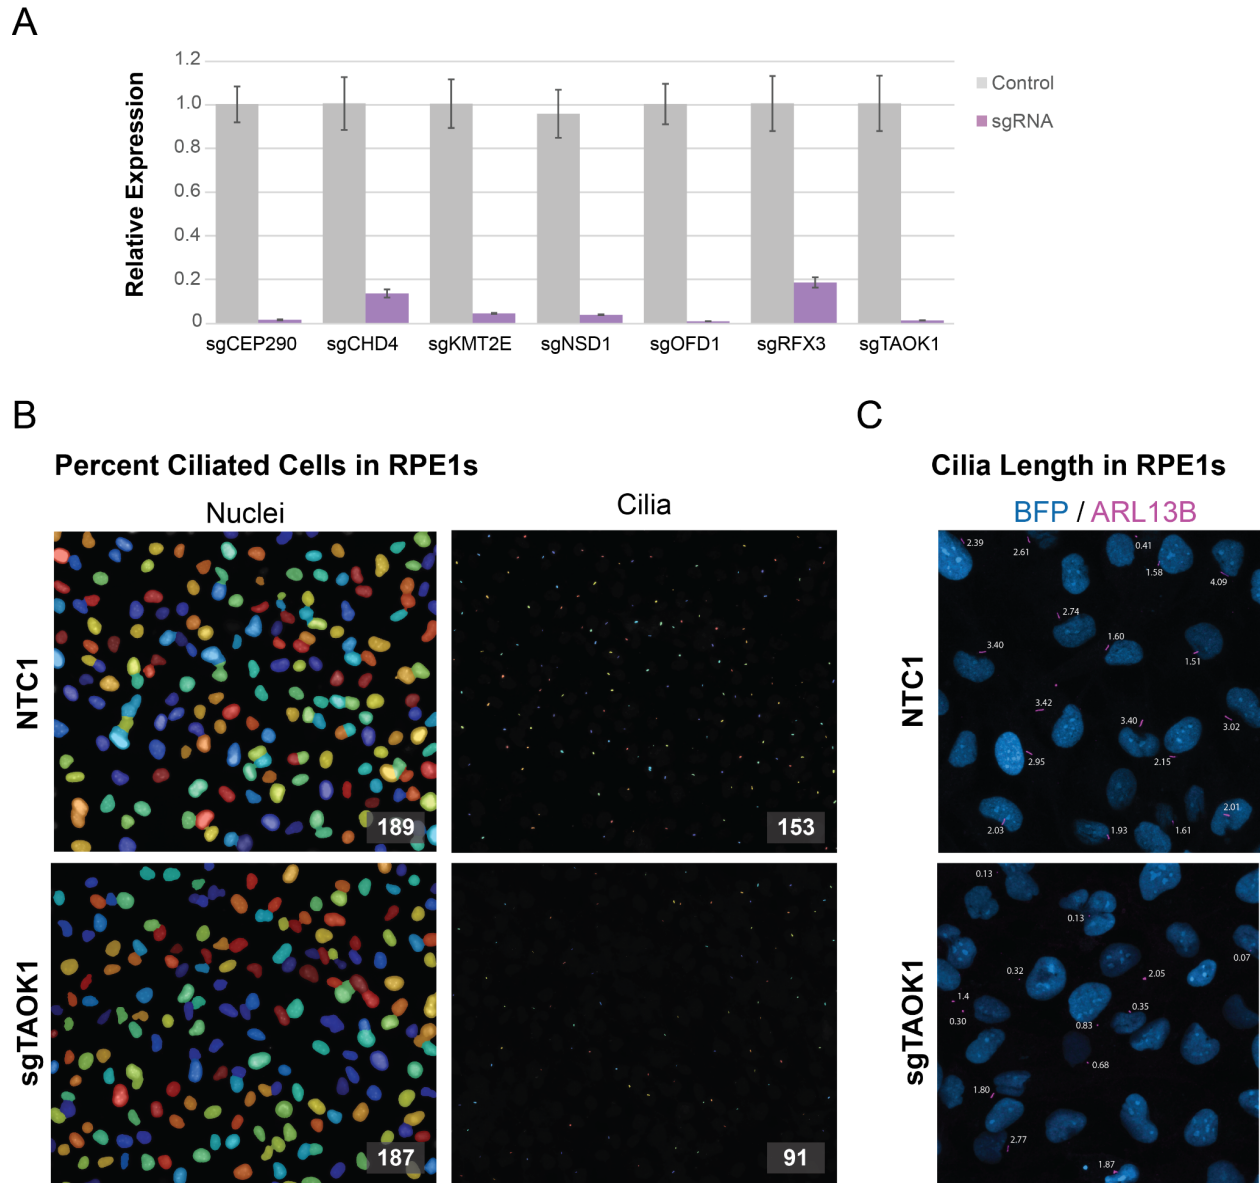 A
1.2
1.0
0.8
0.6
0.4
0.2
0
Relative Expression
Control
sgRNA
sgCEP290 sgCHD4 sgKMT2E sgNSD1 sgOFD1 sgRFX3 sgTAOK1
B
Percent Ciliated Cells in RPE1s
Nuclei
Cilia
NTC1
189
153
sgTAOK1
187
91
C
Cilia Length in RPE1s
BFP / ARL13B
NTC1
2.39
2.61
0.41
1.58
4.09
2.74
1.60
3.40
1.51
3.42
3.40
3.02
2.95
2.15
2.01
2.03
1.93
1.61
sgTAOK1
0.13
0.13
0.07
0.32
2.05
1.4
0.35
0.30
0.83
0.68
1.80
2.77
1.87